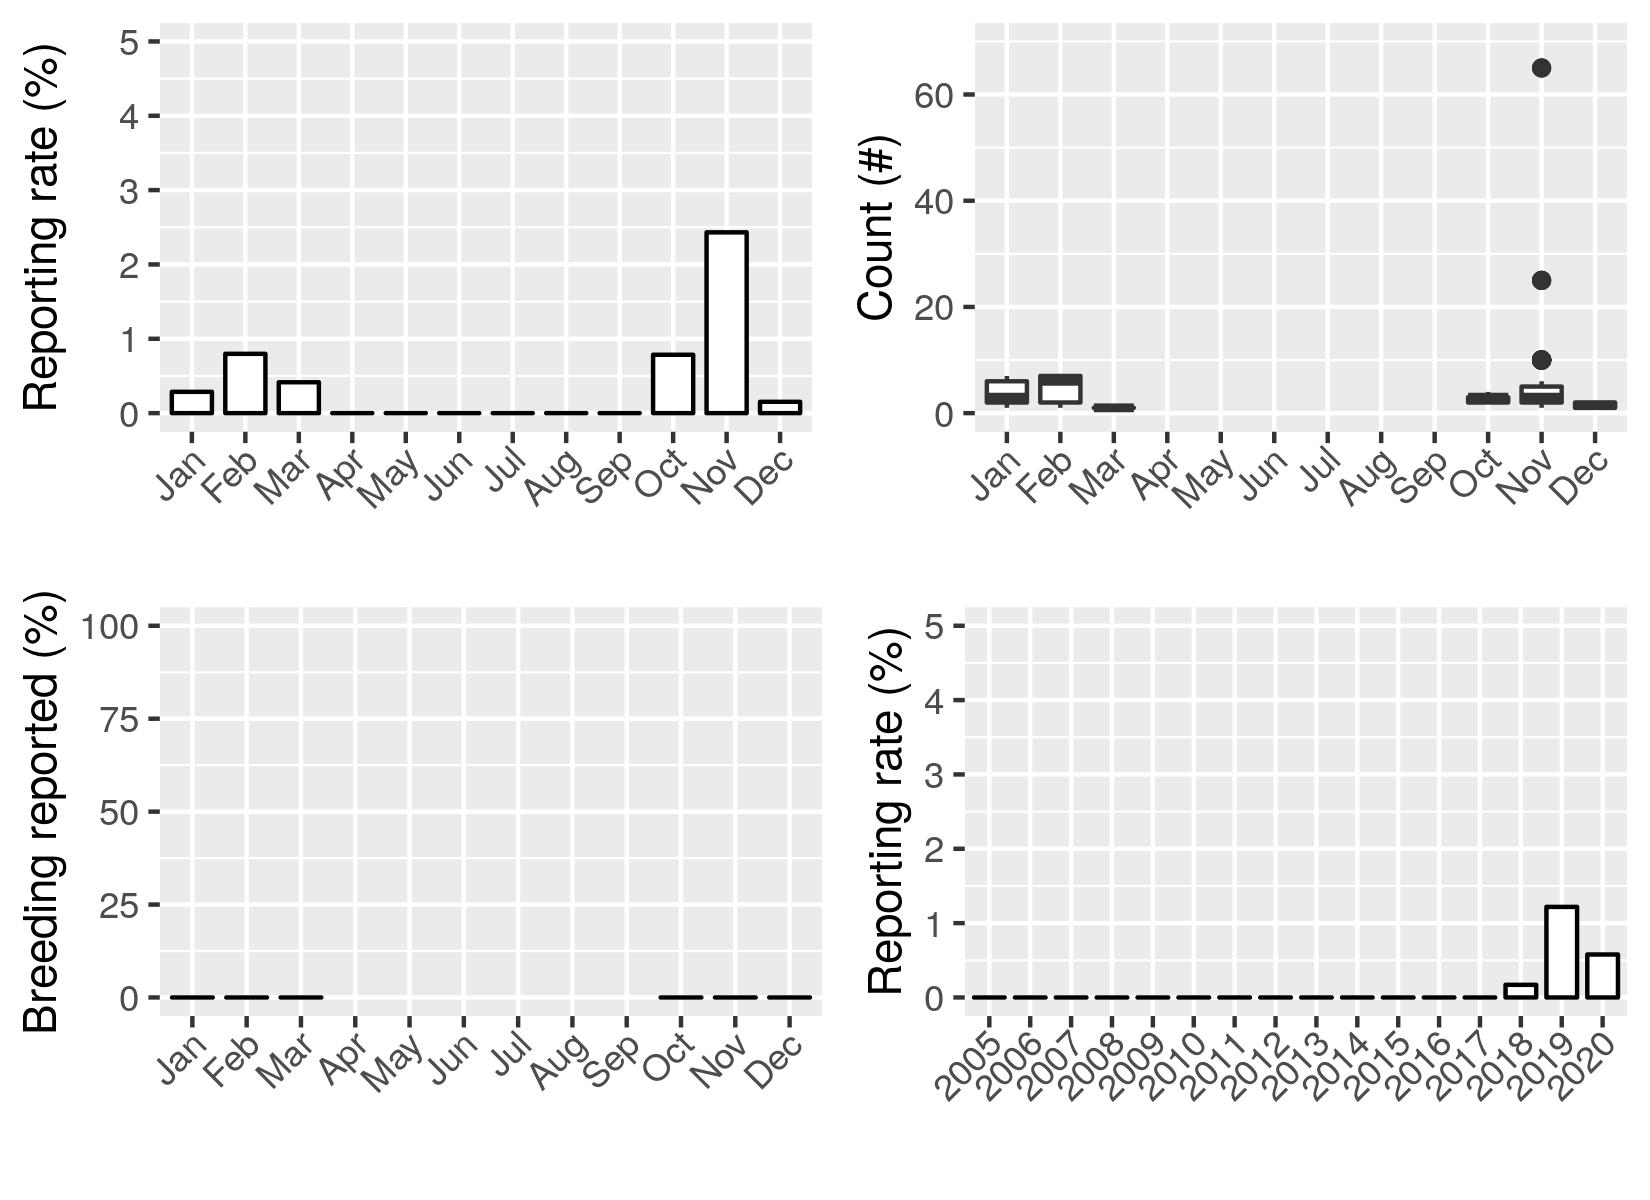 Reporting rate (%)
5
4
3
2
1
0
Jan Feb Mar Apr May Jun Jul Aug Sep Oct Nov Dec
Count (#)
60
40
20
0
Jan Feb Mar Apr May Jun Jul Aug Sep Oct Nov Dec
Breeding reported (%)
100
75
50
25
0
Jan Feb Mar Apr May Jun Jul Aug Sep Oct Nov Dec
Reporting rate (%)
5
4
3
2
1
0
2005 2006 2007 2008 2009 2010 2011 2012 2013 2014 2015 2016 2017 2018 2019 2020